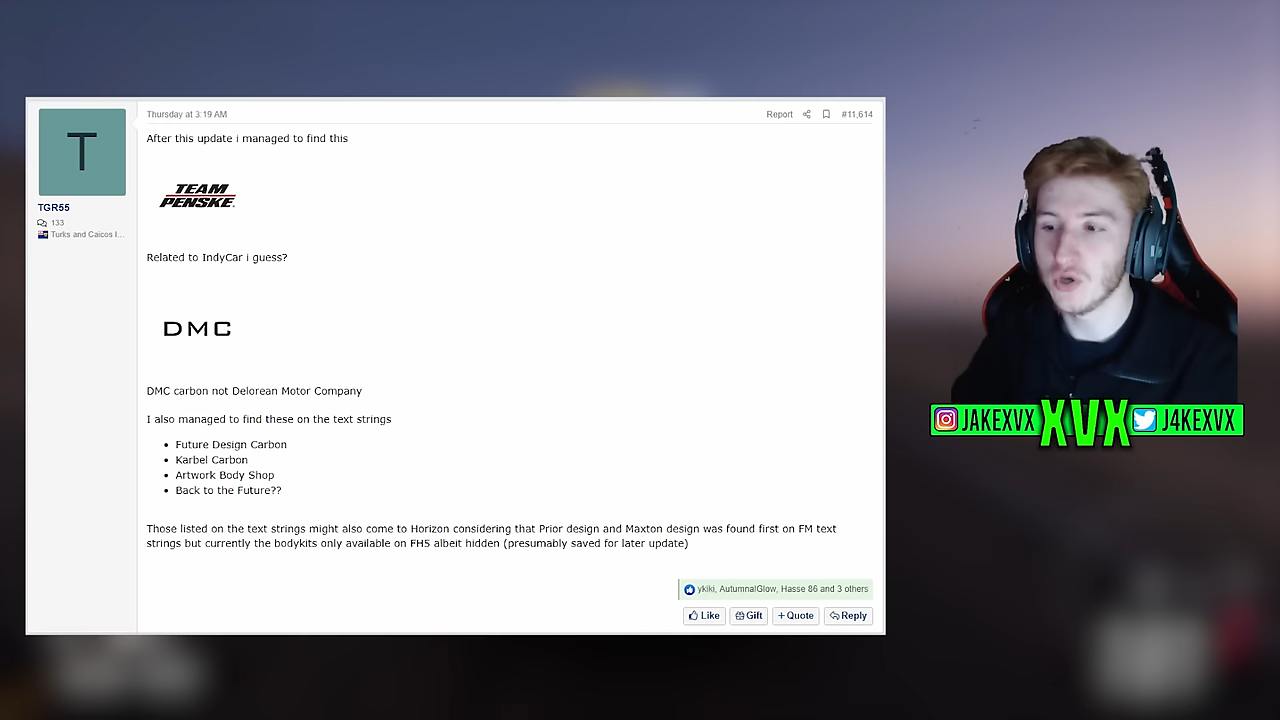 T
TGR55
133
Turks and Caicos I...
Thursday at 3:19 AM
Report
#11,614
After this update i managed to find this
TEAM
PENSKE.
Related to IndyCar i guess?
DMC
DMC carbon not Delorean Motor Company
I also managed to find these on the text strings
• Future Design Carbon
• Karbel Carbon
• Artwork Body Shop
• Back to the Future??
Those listed on the text strings might also come to Horizon considering that Prior design and Maxton design was found first on FM text
strings but currently the bodykits only available on FH5 albeit hidden (presumably saved for later update)
ykiki, AutumnalGlow, Hasse 86 and 3 others
Like Gift +Quote Reply
JAKEXVX XVX J4KEXVX